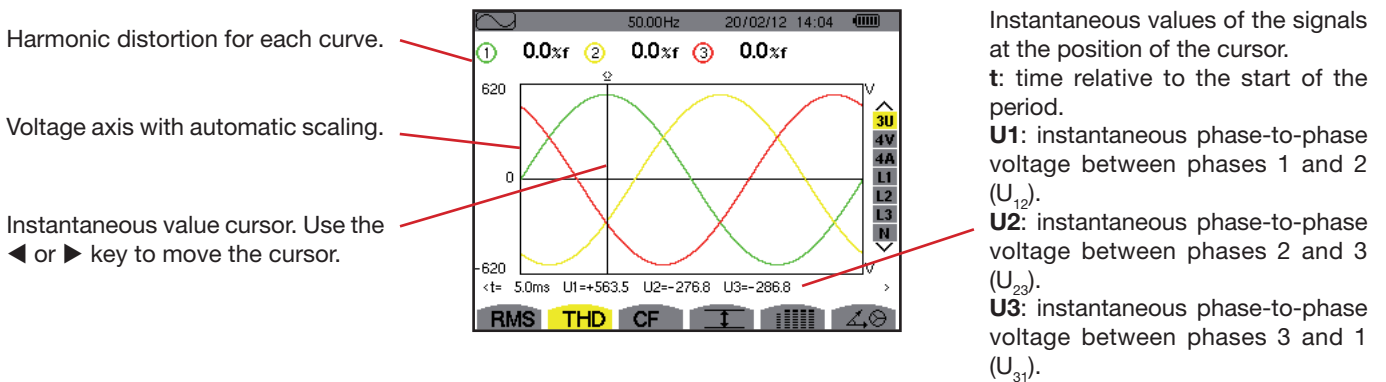 Harmonic distortion for each curve.
Voltage axis with automatic scaling.
Instantaneous value cursor. Use the
◄ or ► key to move the cursor.
50.00Hz 20/02/12 14:04
1 0.0%f 2 0.0%f 3 0.0%f
620 V
0
-620 V
3U
4V
4A
L1
L2
L3
N
<t= 5.0ms U1=+563.5 U2=-276.8 U3=-286.8 >
RMS THD CF
Instantaneous values of the signals
at the position of the cursor.
t: time relative to the start of the
period.
U1: instantaneous phase-to-phase
voltage between phases 1 and 2
(U₁₂).
U2: instantaneous phase-to-phase
voltage between phases 2 and 3
(U₂₃).
U3: instantaneous phase-to-phase
voltage between phases 3 and 1
(U₃₁).